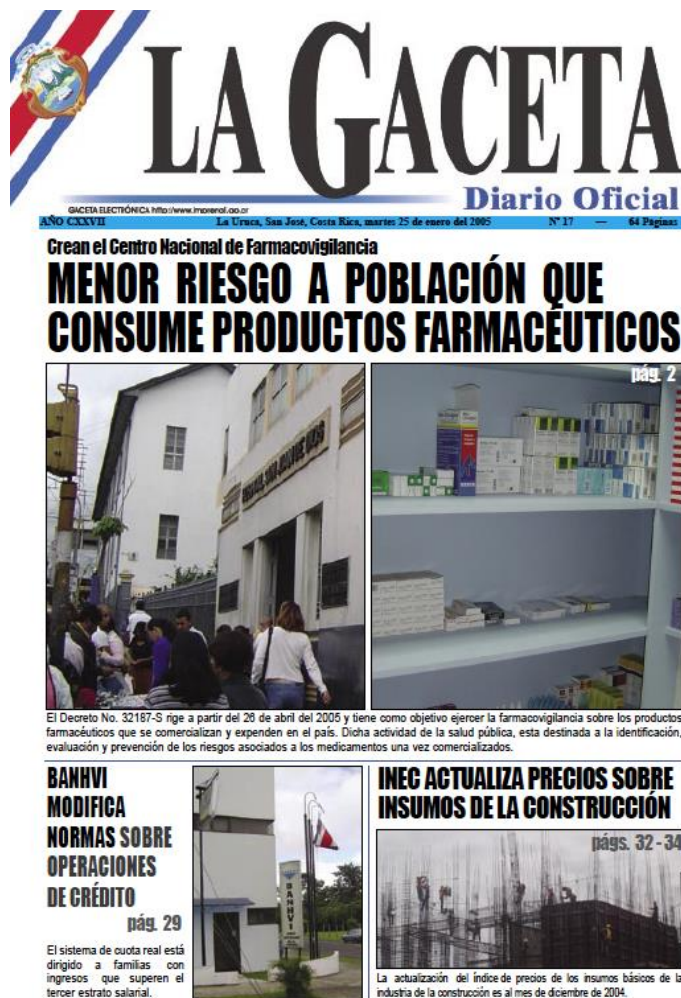 LA GACETA
Diario Oficial
GACETA ELECTRÓNICA http://www.imprenal.go.cr
AÑO CXXVII La Uruca, San José, Costa Rica, martes 25 de enero del 2005 Nº 17 — 64 Páginas
Crean el Centro Nacional de Farmacovigilancia
MENOR RIESGO A POBLACIÓN QUE
CONSUME PRODUCTOS FARMACÉUTICOS
pág. 2
HOSPITAL SAN JUAN DE DIOS
El Decreto No. 32187-S rige a partir del 26 de abril del 2005 y tiene como objetivo ejercer la farmacovigilancia sobre los productos
farmacéuticos que se comercializan y expenden en el país. Dicha actividad de la salud pública, esta destinada a la identificación,
evaluación y prevención de los riesgos asociados a los medicamentos una vez comercializados.
BANHVI
MODIFICA
NORMAS SOBRE
OPERACIONES
DE CRÉDITO
pág. 29
El sistema de cuota real está
dirigido a familias con
ingresos que superen el
tercer estrato salarial.
BANHVI
INEC ACTUALIZA PRECIOS SOBRE
INSUMOS DE LA CONSTRUCCIÓN
págs. 32 - 34
La actualización del índice de precios de los insumos básicos de la
industria de la construcción es al mes de diciembre de 2004.